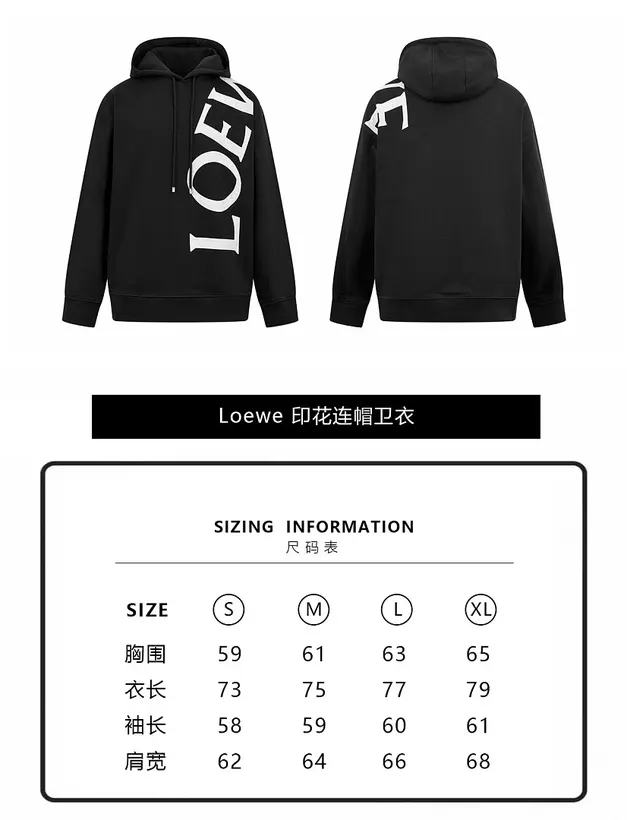 LOEW
WE
Loewe 印花连帽卫衣
SIZING INFORMATION
尺码表
SIZE S M L XL
胸围 59 61 63 65
衣长 73 75 77 79
袖长 58 59 60 61
肩宽 62 64 66 68